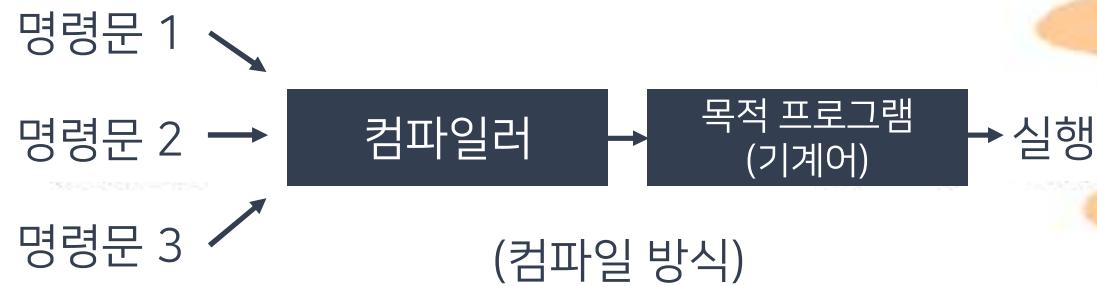 명령문 1
명령문 2
명령문 3
컴파일러
목적 프로그램
(기계어)
실행
(컴파일 방식)